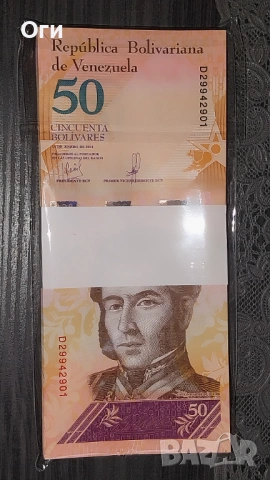 Оги
República Bolivariana
de Venezuela
D29942901
50
CINCUENTA
BOLÍVARES
D29942901
50
bazar